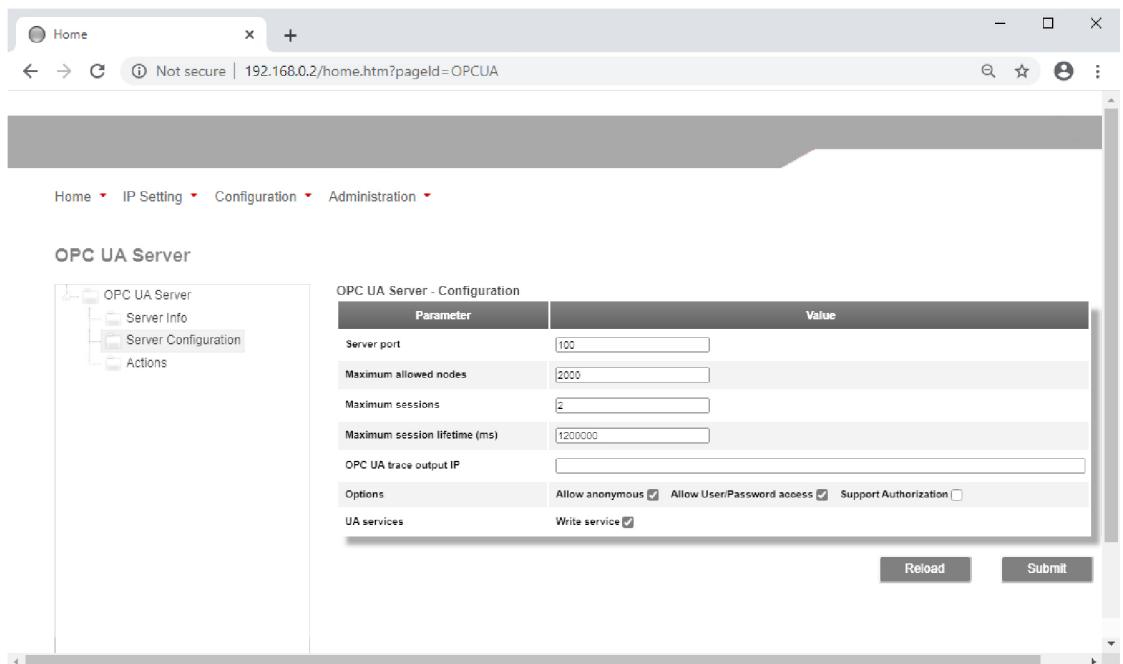 Home
Not secure | 192.168.0.2/home.htm?pageId=OPCUA
Home IP Setting Configuration Administration
OPC UA Server
OPC UA Server
Server Info
Server Configuration
Actions
OPC UA Server - Configuration
Parameter Value
Server port 100
Maximum allowed nodes 2000
Maximum sessions 2
Maximum session lifetime (ms) 1200000
OPC UA trace output IP
Options Allow anonymous Allow User/Password access Support Authorization
UA services Write service
Reload Submit